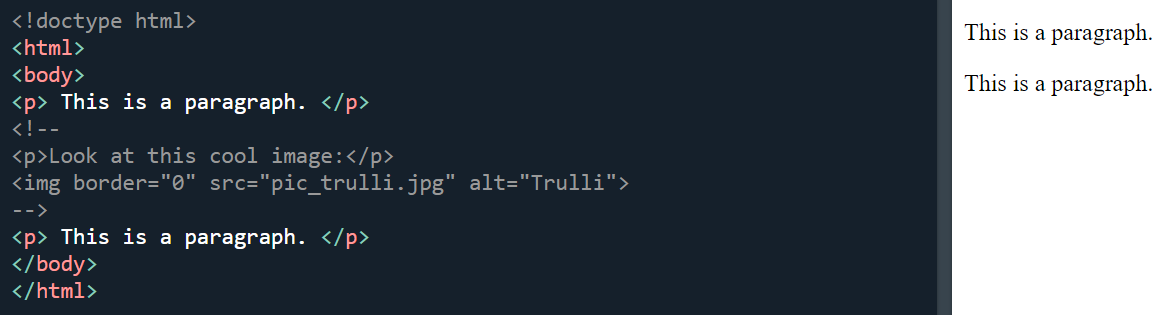 <!doctype html>
<html>
<body>
<p> This is a paragraph. </p>
<!--
<p>Look at this cool image:</p>
<img border="0" src="pic_trulli.jpg" alt="Trulli">
-->
<p> This is a paragraph. </p>
</body>
</html>
This is a paragraph.
This is a paragraph.